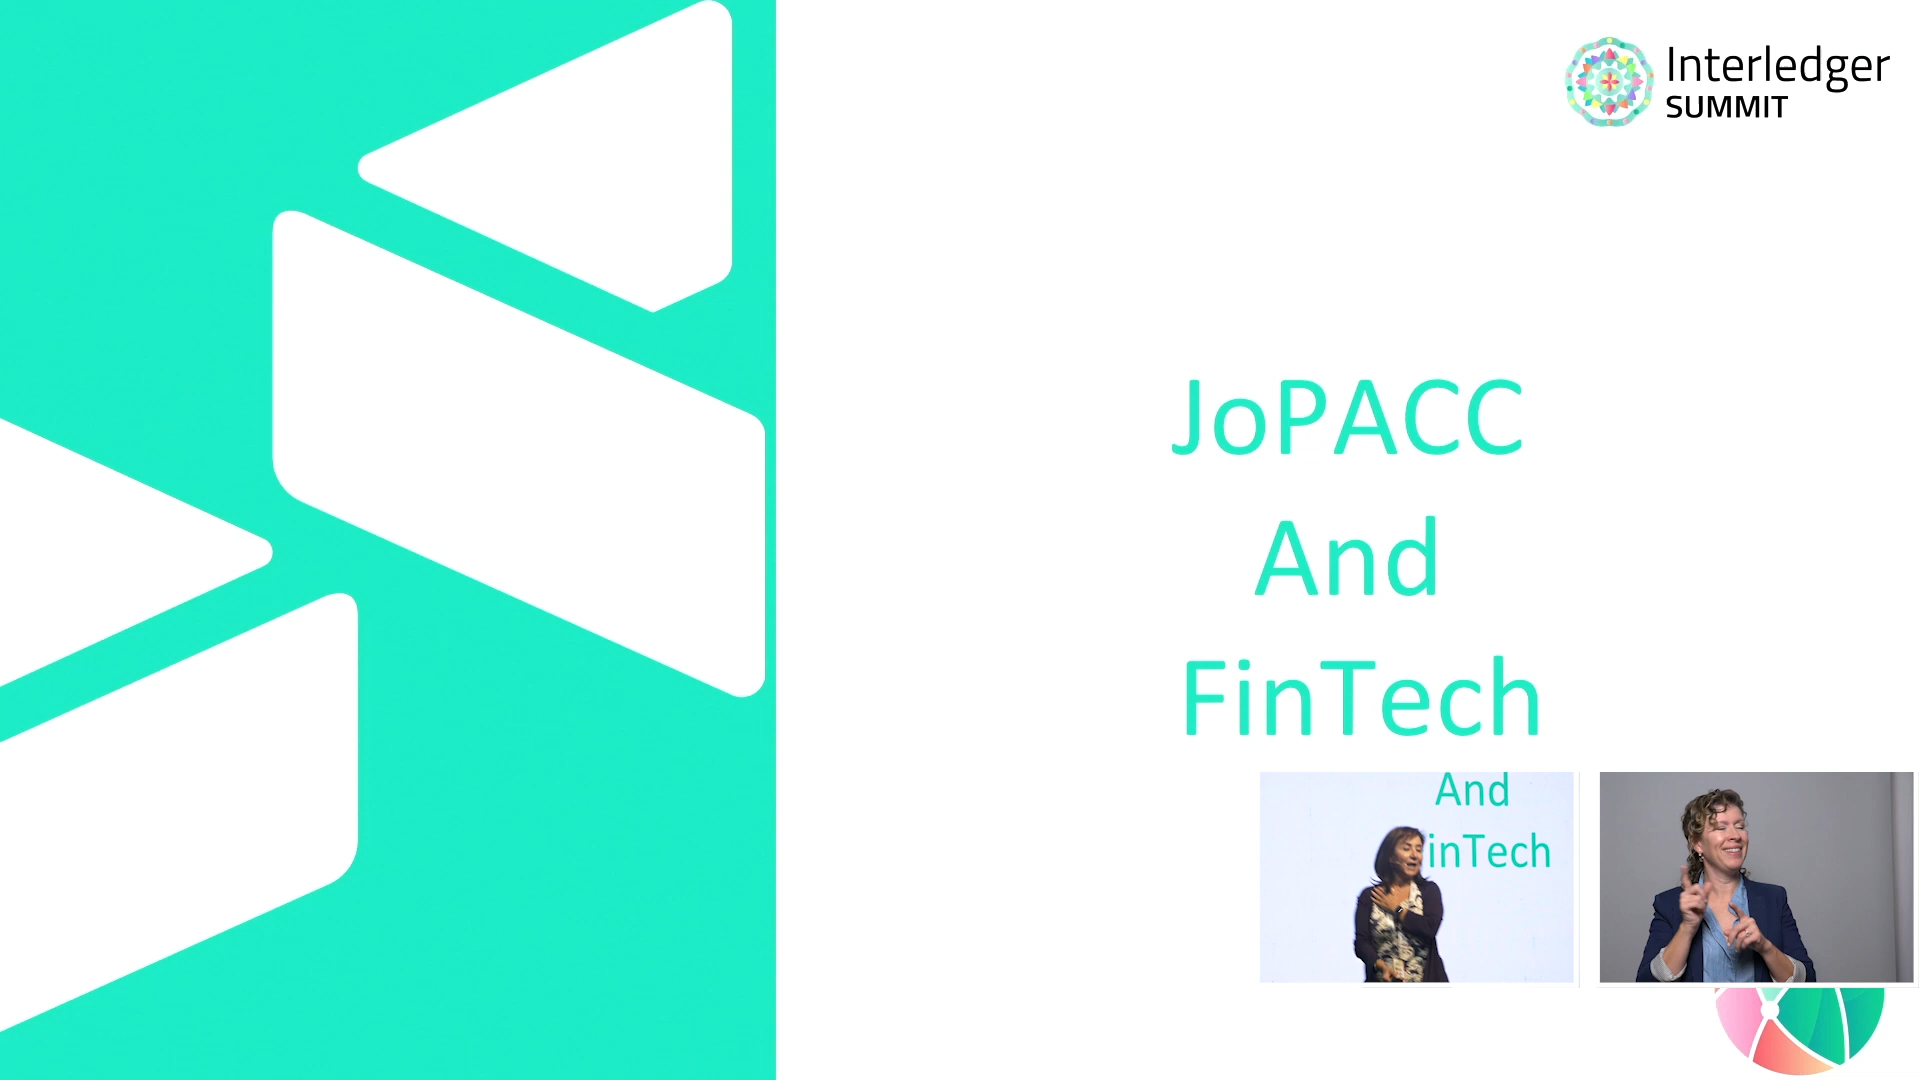 Interledger
SUMMIT
JoPACC
And
FinTech
And
inTech